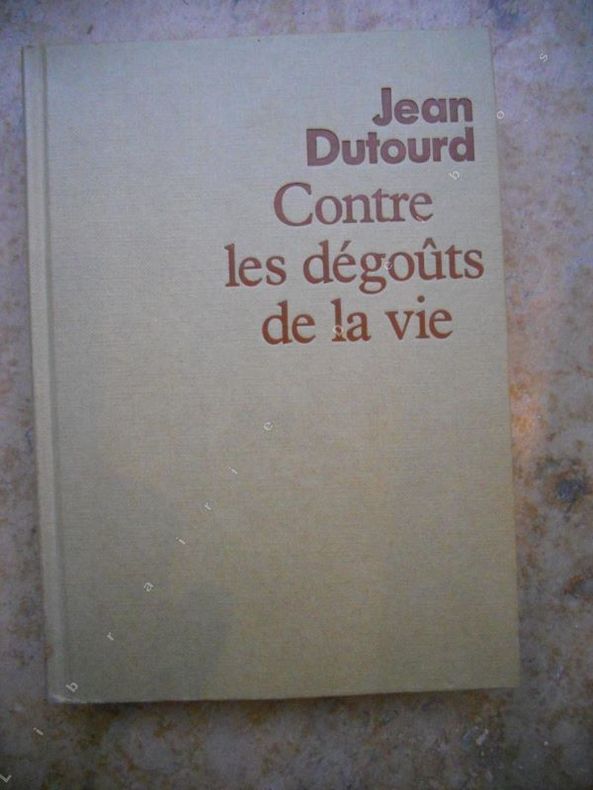 Jean
Dutourd
Contre
les dégoûts
de la vie